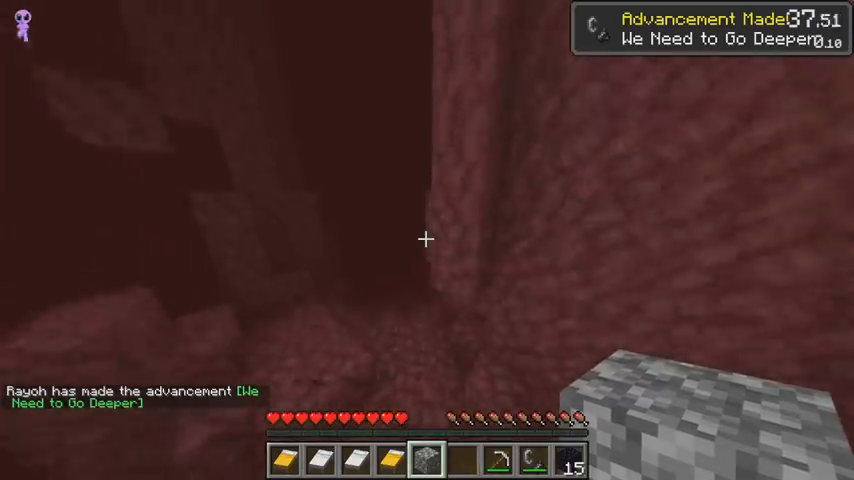 Advancement Made 37.51
We Need to Go Deeper 0.10
Rayoh has made the advancement [We
Need to Go Deeper]
15